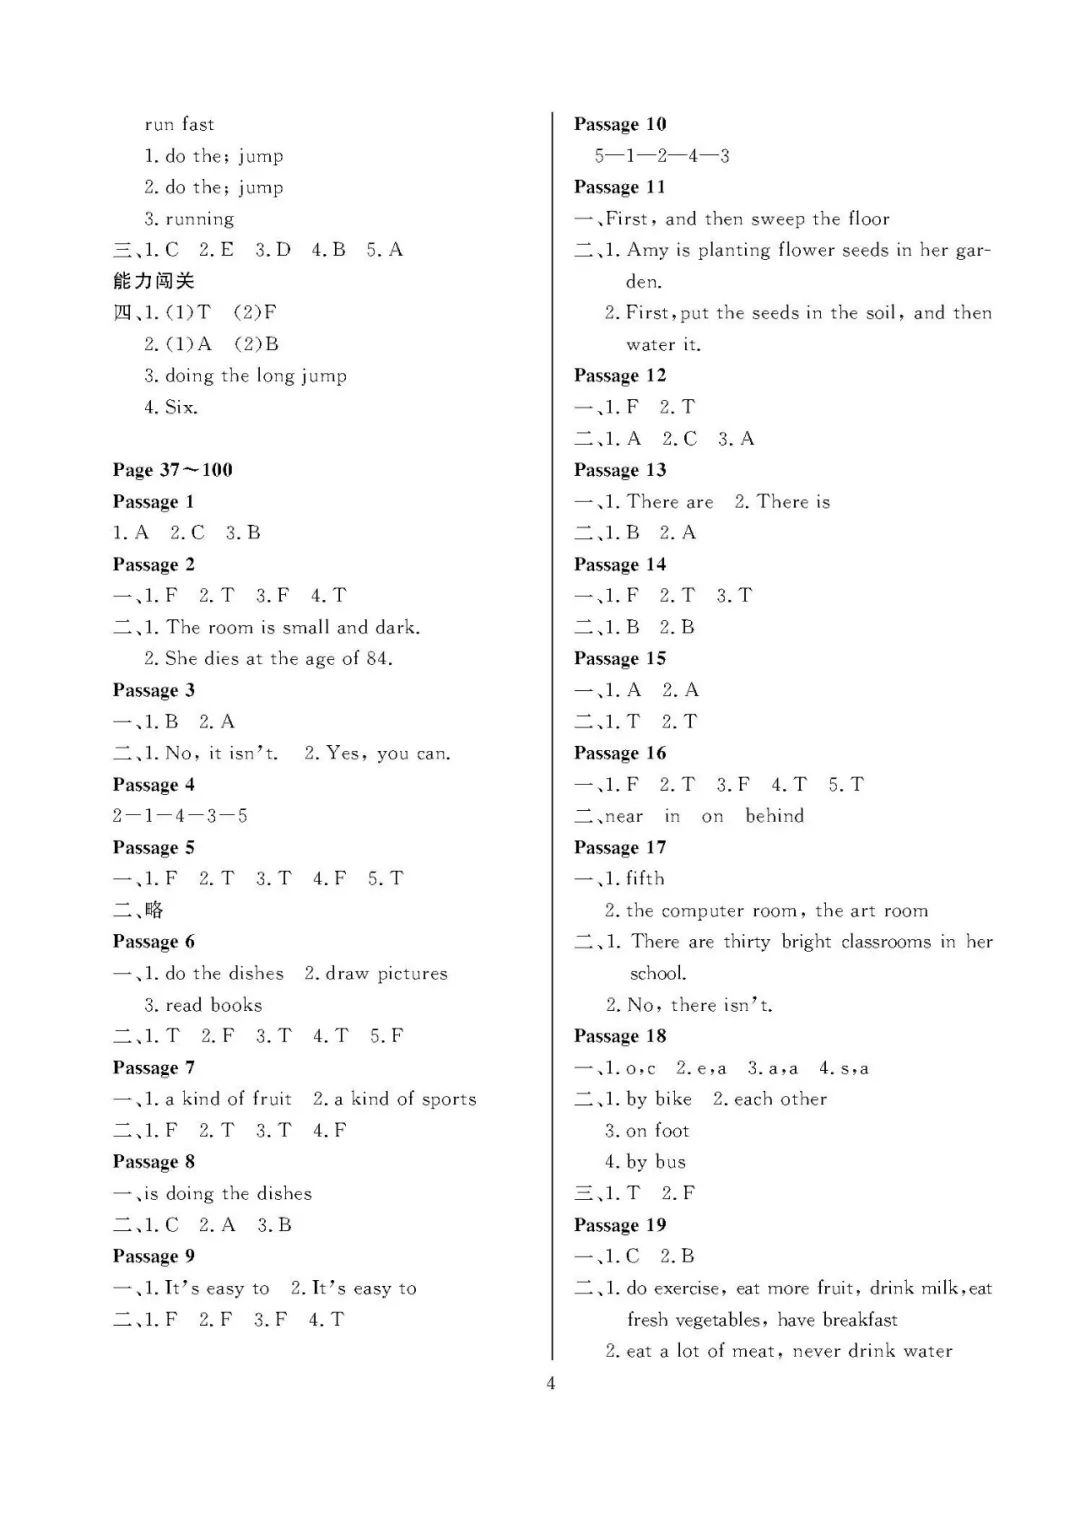 run fast
1. do the; jump
2. do the; jump
3. running
三、1. C 2. E 3. D 4. B 5. A
能力闯关
四、1. (1)T (2)F
2. (1)A (2)B
3. doing the long jump
4. Six.
Page 37～100
Passage 1
1. A 2. C 3. B
Passage 2
一、1. F 2. T 3. F 4. T
二、1. The room is small and dark.
2. She dies at the age of 84.
Passage 3
一、1. B 2. A
二、1. No, it isn't. 2. Yes, you can.
Passage 4
2—1—4—3—5
Passage 5
一、1. F 2. T 3. T 4. F 5. T
二、略
Passage 6
一、1. do the dishes 2. draw pictures
3. read books
二、1. T 2. F 3. T 4. T 5. F
Passage 7
一、1. a kind of fruit 2. a kind of sports
二、1. F 2. T 3. T 4. F
Passage 8
一、is doing the dishes
二、1. C 2. A 3. B
Passage 9
一、1. It's easy to 2. It's easy to
二、1. F 2. F 3. F 4. T
Passage 10
5—1—2—4—3
Passage 11
一、First, and then sweep the floor
二、1. Amy is planting flower seeds in her gar-
den.
2. First, put the seeds in the soil, and then
water it.
Passage 12
一、1. F 2. T
二、1. A 2. C 3. A
Passage 13
一、1. There are 2. There is
二、1. B 2. A
Passage 14
一、1. F 2. T 3. T
二、1. B 2. B
Passage 15
一、1. A 2. A
二、1. T 2. T
Passage 16
一、1. F 2. T 3. F 4. T 5. T
二、near in on behind
Passage 17
一、1. fifth
2. the computer room, the art room
二、1. There are thirty bright classrooms in her
school.
2. No, there isn't.
Passage 18
一、1. o,c 2. e,a 3. a,a 4. s,a
二、1. by bike 2. each other
3. on foot
4. by bus
三、1. T 2. F
Passage 19
一、1. C 2. B
二、1. do exercise, eat more fruit, drink milk, eat
fresh vegetables, have breakfast
2. eat a lot of meat, never drink water
4